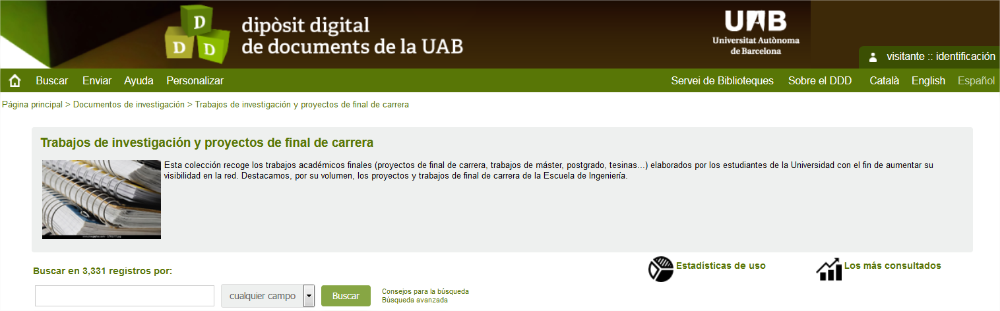 D
D
D
dipòsit digital
de documents de la UAB
UAB
Universitat Autònoma
de Barcelona
visitante :: identificación
Buscar Enviar Ayuda Personalizar Servei de Biblioteques Sobre el DDD Català English Español
Página principal > Documentos de investigación > Trabajos de investigación y proyectos de final de carrera
Trabajos de investigación y proyectos de final de carrera
Esta colección recoge los trabajos académicos finales (proyectos de final de carrera, trabajos de máster, postgrado, tesinas...) elaborados por los estudiantes de la Universidad con el fin de aumentar su
visibilidad en la red. Destacamos, por su volumen, los proyectos y trabajos de final de carrera de la Escuela de Ingeniería.
Estadísticas de uso Los más consultados
Buscar en 3,331 registros por:
cualquier campo Buscar
Consejos para la búsqueda
Búsqueda avanzada